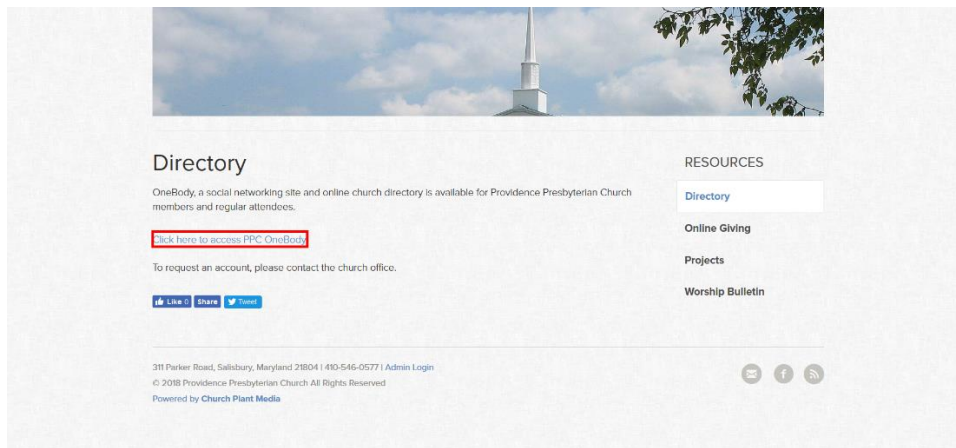 Directory
OneBody, a social networking site and online church directory is available for Providence Presbyterian Church
members and regular attendees.
Click here to access PPC OneBody
To request an account, please contact the church office.
Like 0 Share Tweet
RESOURCES
Directory
Online Giving
Projects
Worship Bulletin
311 Parker Road, Salisbury, Maryland 21804 | 410-546-0577 | Admin Login
© 2018 Providence Presbyterian Church All Rights Reserved
Powered by Church Plant Media